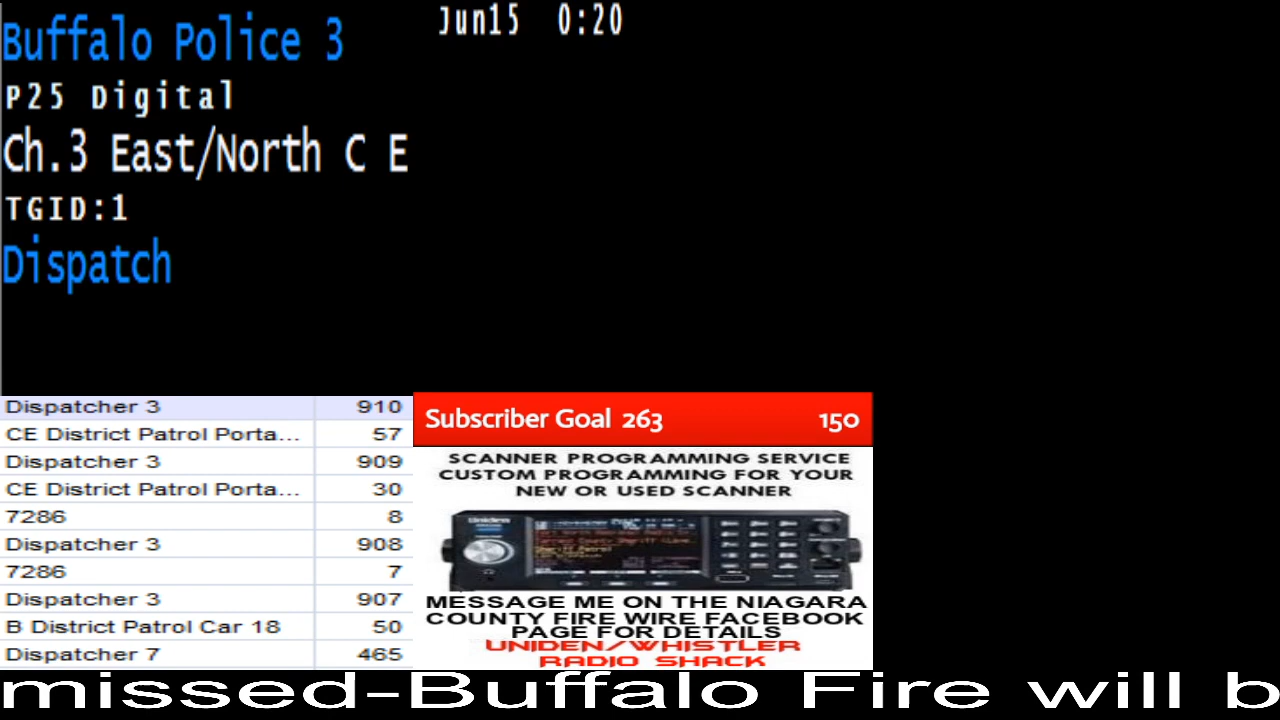 Buffalo Police 3
Jun15 0:20
P25 Digital
Ch.3 East/North C E
TGID:1
Dispatch
Dispatcher 3 910
CE District Patrol Porta... 57
Dispatcher 3 909
CE District Patrol Porta... 30
7286 8
Dispatcher 3 908
7286 7
Dispatcher 3 907
B District Patrol Car 18 50
Dispatcher 7 465
Subscriber Goal 263 150
SCANNER PROGRAMMING SERVICE
CUSTOM PROGRAMMING FOR YOUR
NEW OR USED SCANNER
Uniden
MESSAGE ME ON THE NIAGARA
COUNTY FIRE WIRE FACEBOOK
PAGE FOR DETAILS
UNIDEN/WHISTLER
RADIO SHACK
missed-Buffalo Fire will b